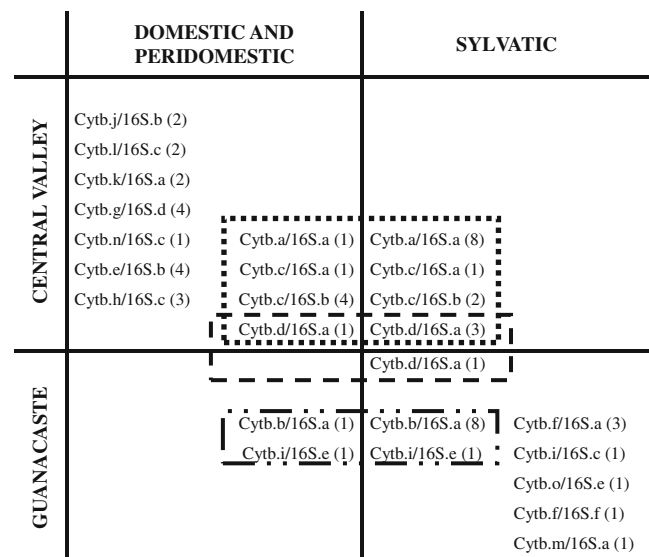 DOMESTIC AND
PERIDOMESTIC
SYLVATIC
CENTRAL VALLEY
Cytb.j/16S.b (2)
Cytb.l/16S.c (2)
Cytb.k/16S.a (2)
Cytb.g/16S.d (4)
Cytb.n/16S.c (1) Cytb.a/16S.a (1) Cytb.a/16S.a (8)
Cytb.e/16S.b (4) Cytb.c/16S.a (1) Cytb.c/16S.a (1)
Cytb.h/16S.c (3) Cytb.c/16S.b (4) Cytb.c/16S.b (2)
Cytb.d/16S.a (1) Cytb.d/16S.a (3)
GUANACASTE
Cytb.d/16S.a (1)
Cytb.b/16S.a (1) Cytb.b/16S.a (8) Cytb.f/16S.a (3)
Cytb.i/16S.e (1) Cytb.i/16S.e (1) Cytb.i/16S.c (1)
Cytb.o/16S.e (1)
Cytb.f/16S.f (1)
Cytb.m/16S.a (1)